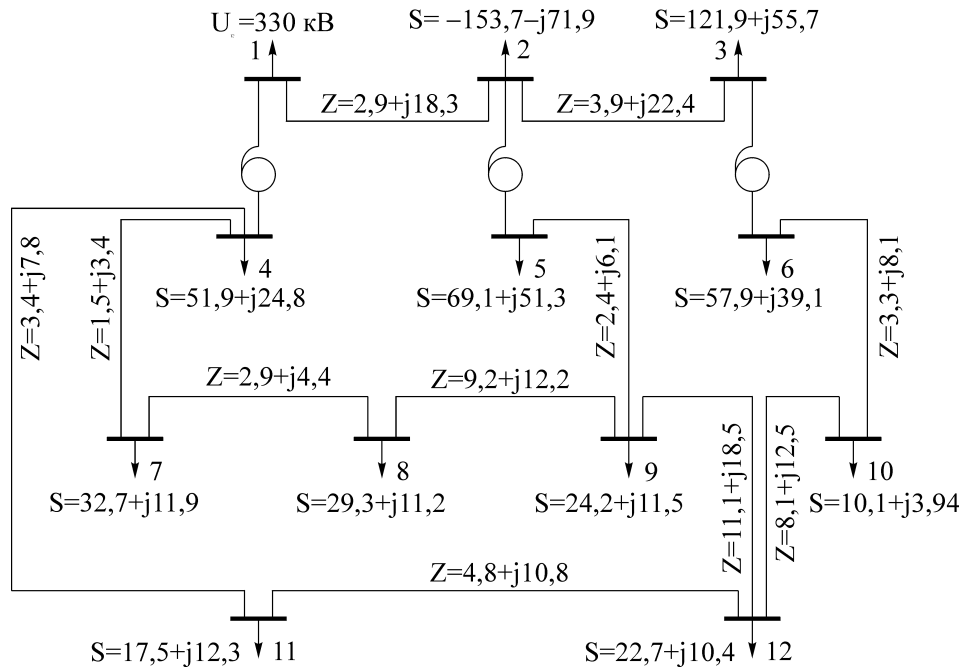 U с =330 кВ
S= –153,7–j71,9
S=121,9+j55,7
1
2
3
Z=2,9+j18,3
Z=3,9+j22,4
Z=3,4+j7,8
Z=1,5+j3,4
4
S=51,9+j24,8
5
S=69,1+j51,3
Z=2,4+j6,1
6
S=57,9+j39,1
Z=3,3+j8,1
Z=2,9+j4,4
Z=9,2+j12,2
7
S=32,7+j11,9
8
S=29,3+j11,2
9
S=24,2+j11,5
Z=11,1+j18,5
Z=8,1+j12,5
10
S=10,1+j3,94
Z=4,8+j10,8
S=17,5+j12,3
11
S=22,7+j10,4
12